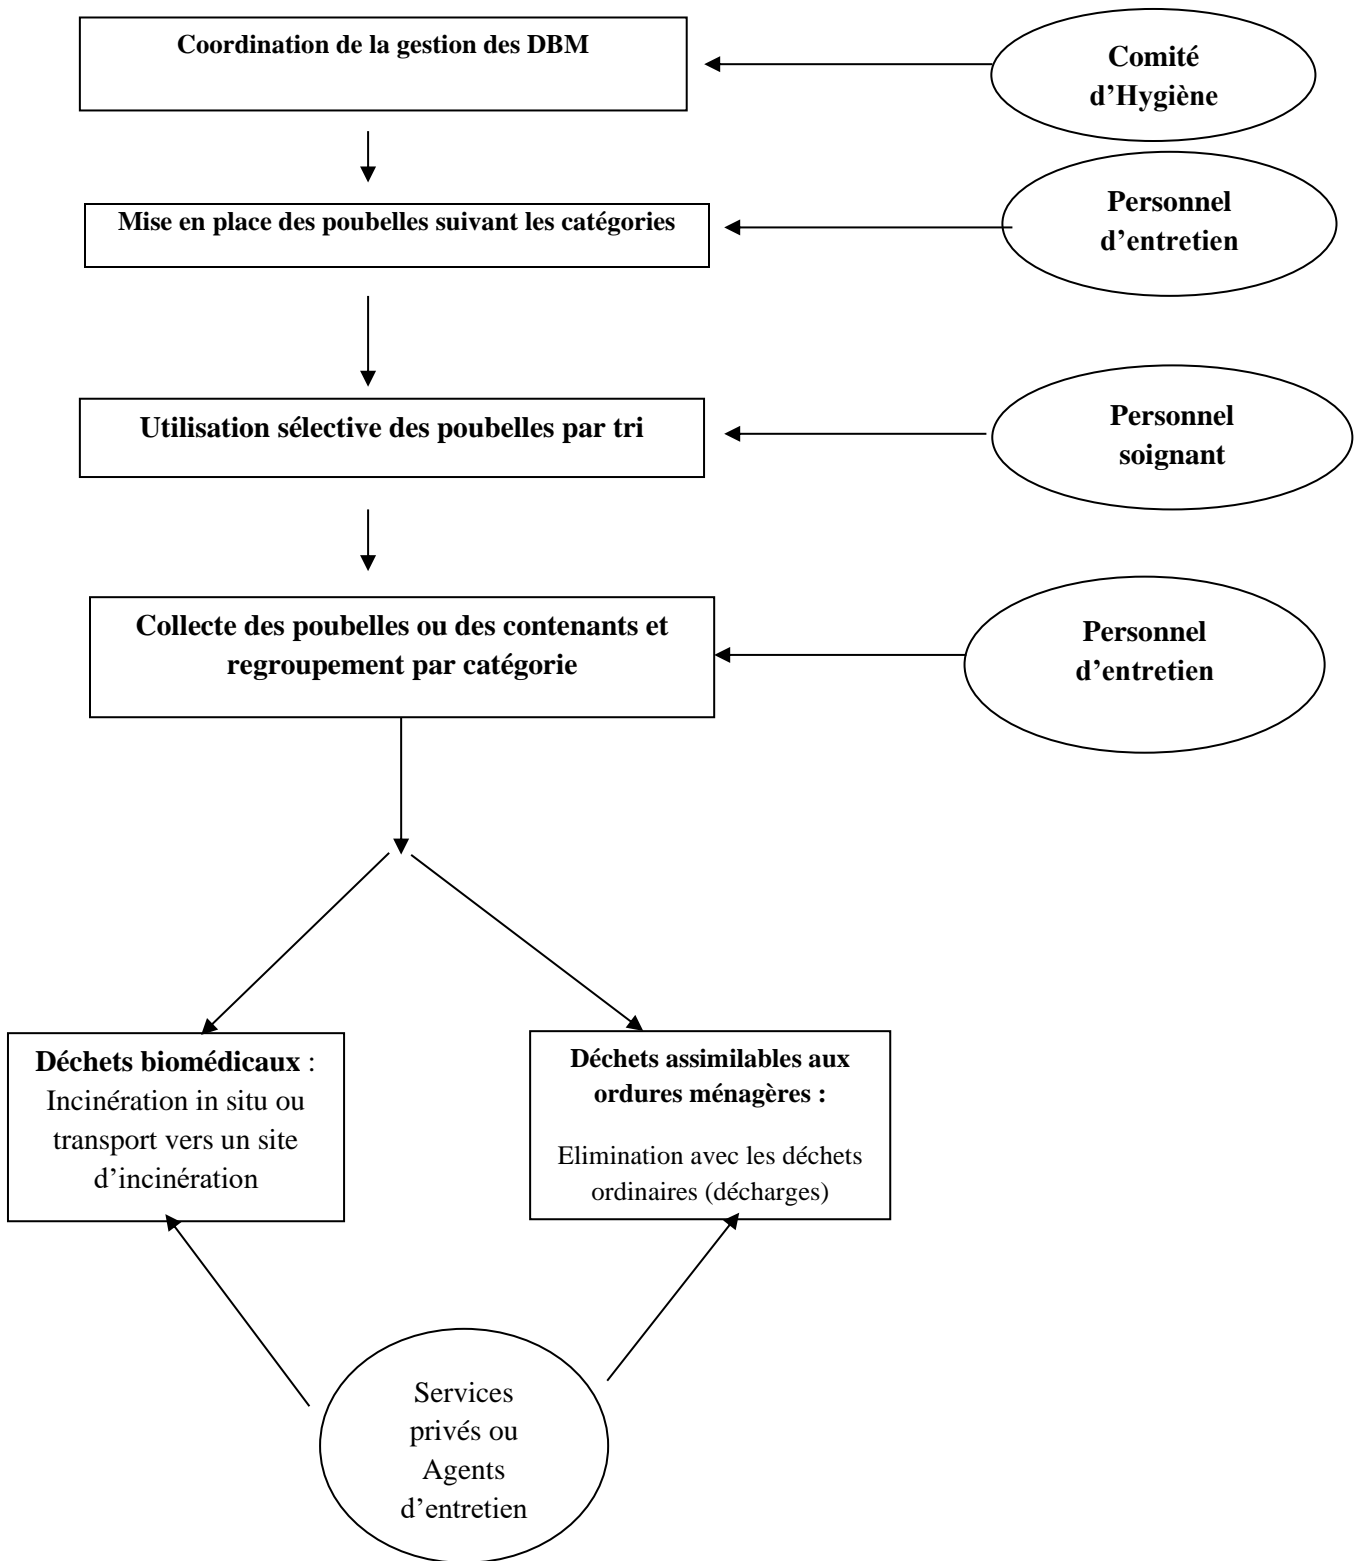 Coordination de la gestion des DBM
Comité
d’Hygiène
Mise en place des poubelles suivant les catégories
Personnel
d’entretien
Utilisation sélective des poubelles par tri
Personnel
soignant
Collecte des poubelles ou des contenants et
regroupement par catégorie
Personnel
d’entretien
Déchets biomédicaux :
Incinération in situ ou
transport vers un site
d’incinération
Déchets assimilables aux
ordures ménagères :
Elimination avec les déchets
ordinaires (décharges)
Services
privés ou
Agents
d’entretien